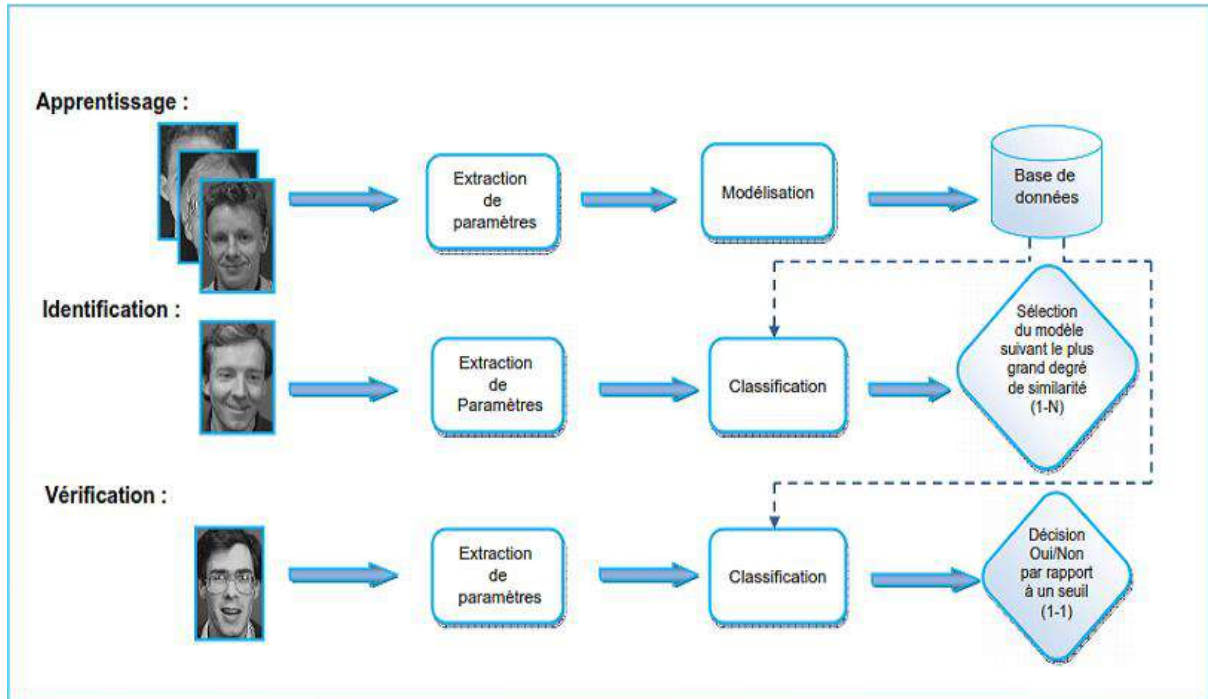 Apprentissage :
Extraction
de
paramètres
Modélisation
Base de
données
Identification :
Extraction
de
Paramètres
Classification
Sélection
du modèle
suivant le plus
grand degré
de similarité
(1-N)
Vérification :
Extraction
de
paramètres
Classification
Décision
Oui/Non
par rapport
à un seuil
(1-1)